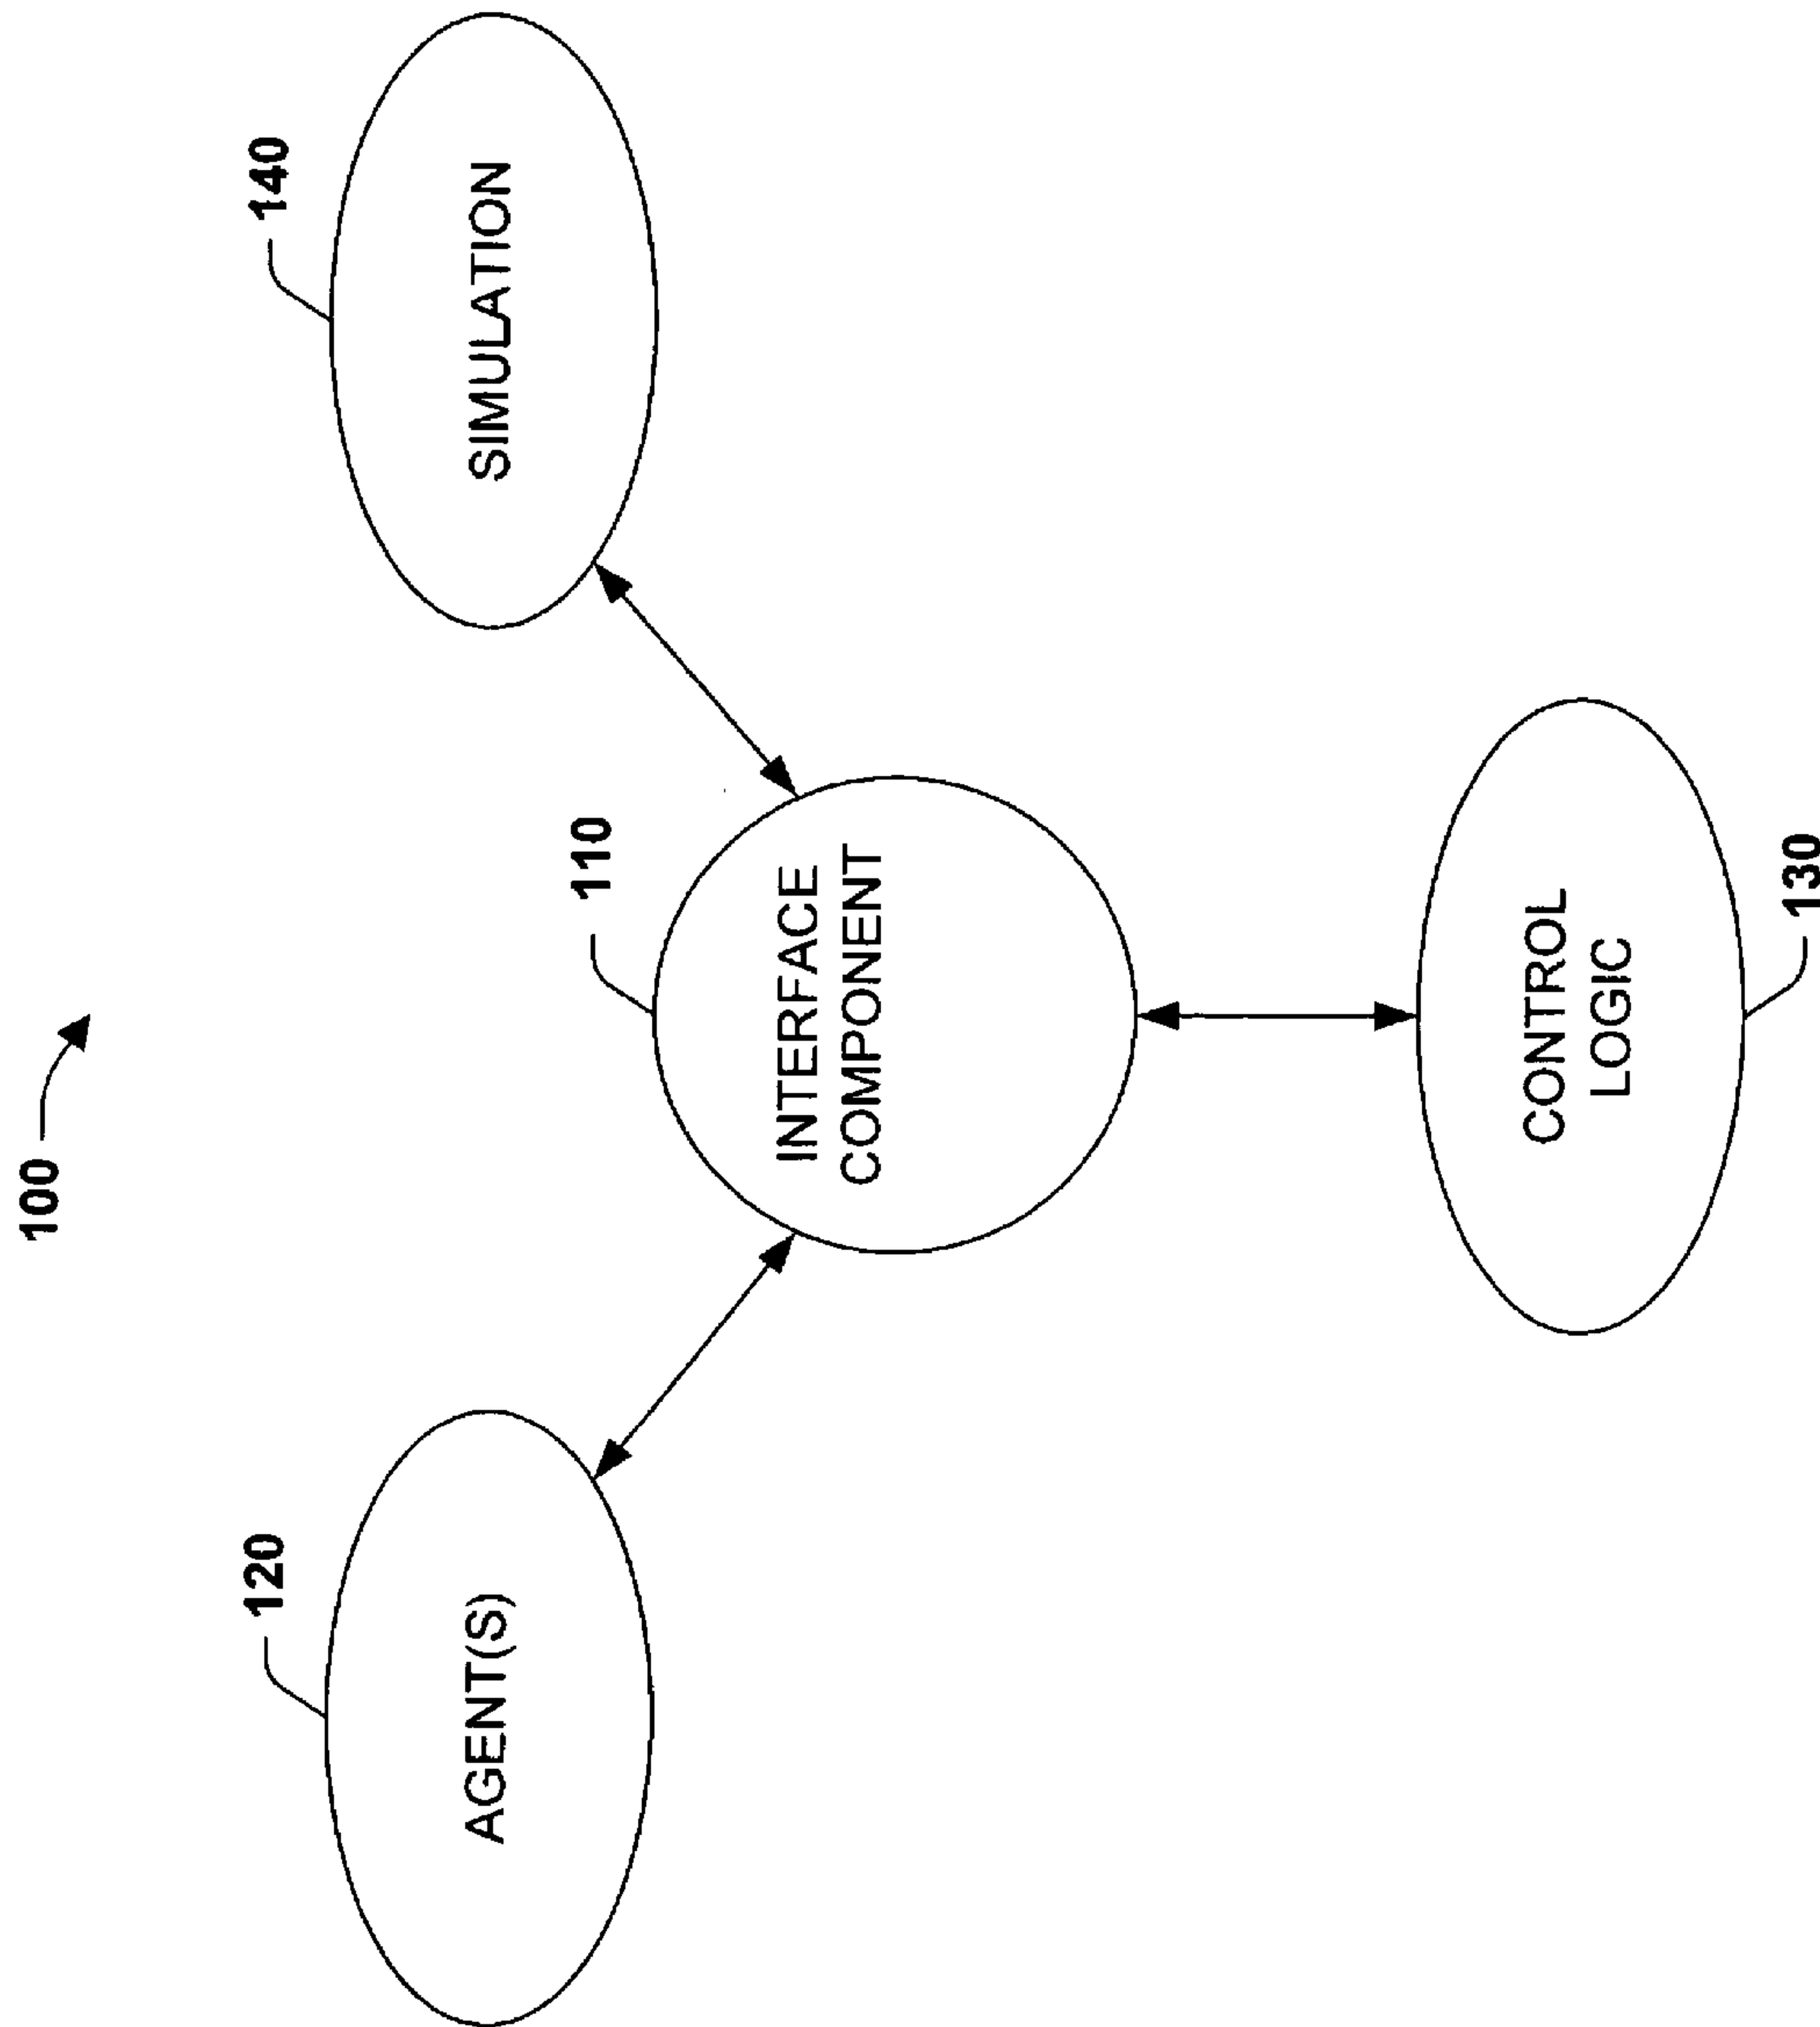 100
120
AGENT(S)
110
INTERFACE
COMPONENT
140
SIMULATION
CONTROL
LOGIC
130